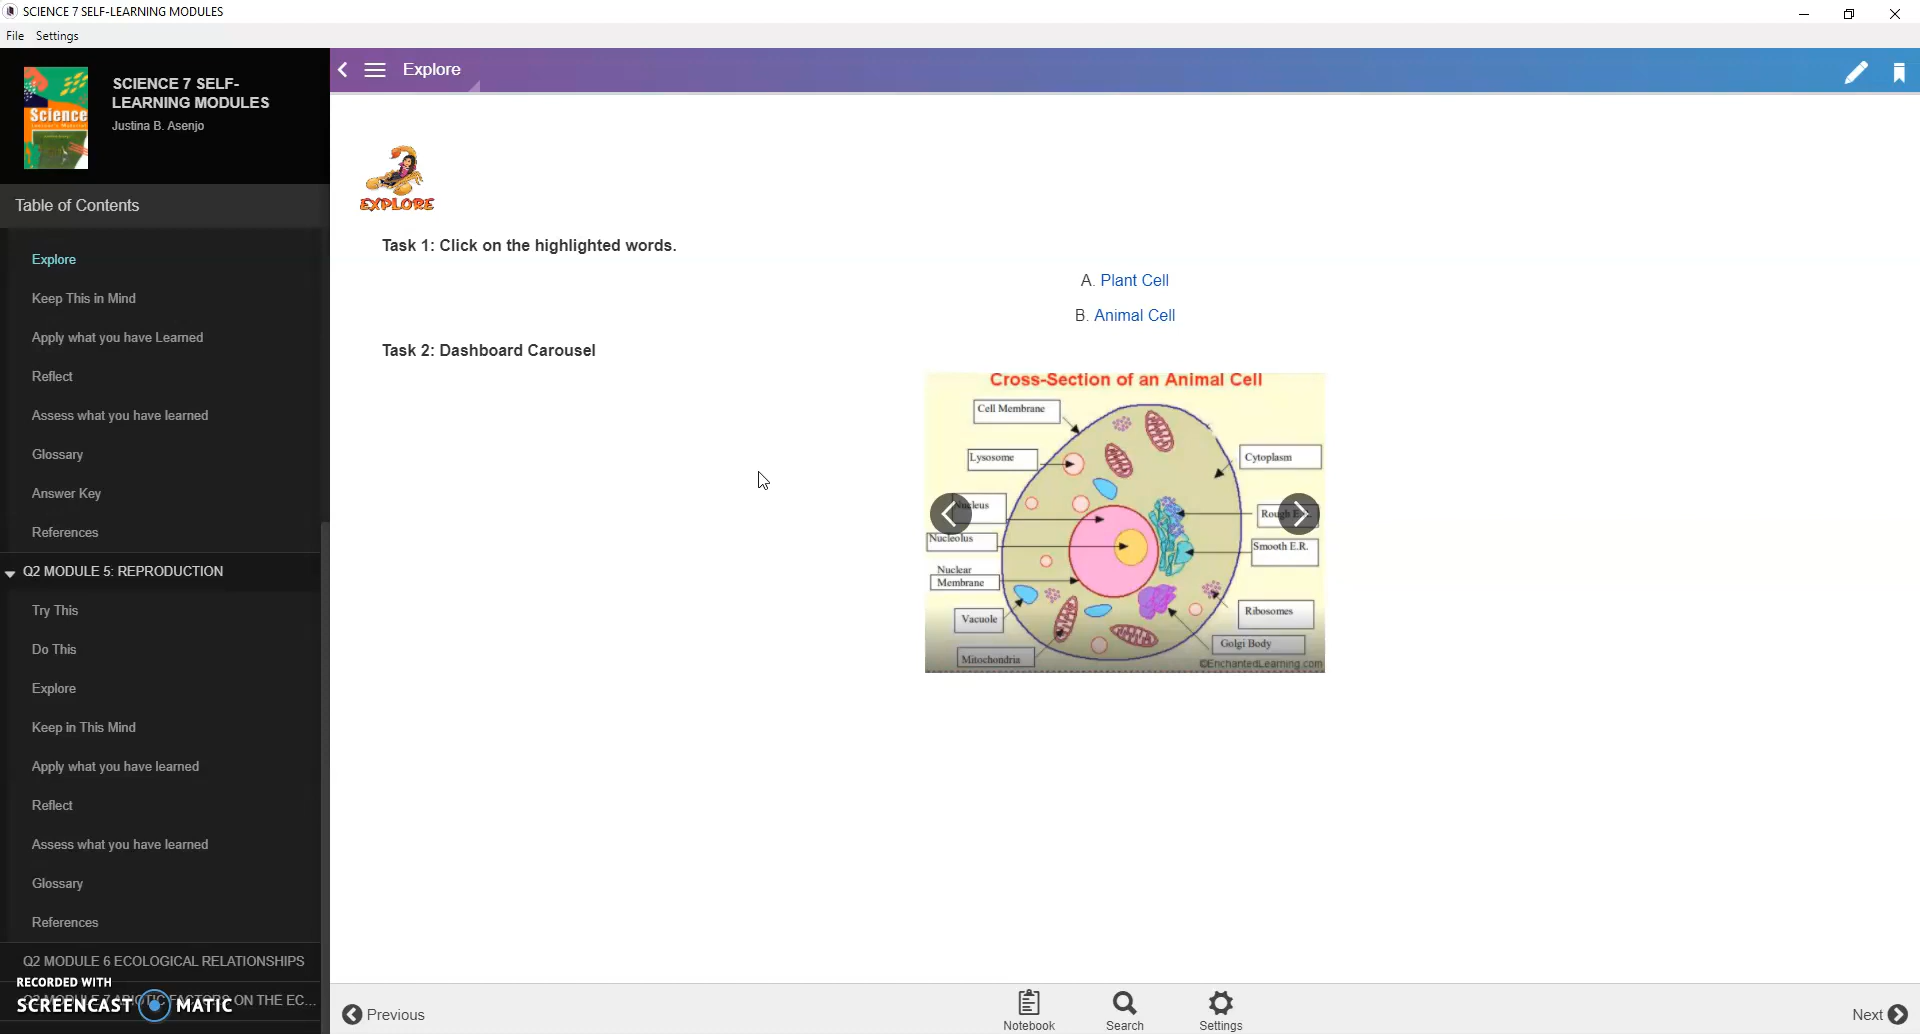 SCIENCE 7 SELF-LEARNING MODULES
File Settings
Science
SCIENCE 7 SELF-
LEARNING MODULES
Justina B. Asenjo
Table of Contents
Explore
Keep This in Mind
Apply what you have Learned
Reflect
Assess what you have learned
Glossary
Answer Key
References
Q2 MODULE 5: REPRODUCTION
Try This
Do This
Explore
Keep in This Mind
Apply what you have learned
Reflect
Assess what you have learned
Glossary
References
Q2 MODULE 6 ECOLOGICAL RELATIONSHIPS
RECORDED WITH
SCREENCAST MATIC
ON THE EC...
Explore
EXPLORE
Task 1: Click on the highlighted words.
A. Plant Cell
B. Animal Cell
Task 2: Dashboard Carousel
Cross-Section of an Animal Cell
Cell Membrane
Lysosome
Cytoplasm
Nucleus
Rough
Nucleolus
Smooth E.R.
Nuclear
Membrane
Vacuole
Ribosomes
Golgi Body
Mitochondria
©EnchantedLearning.com
Previous
Notebook
Search
Settings
Next